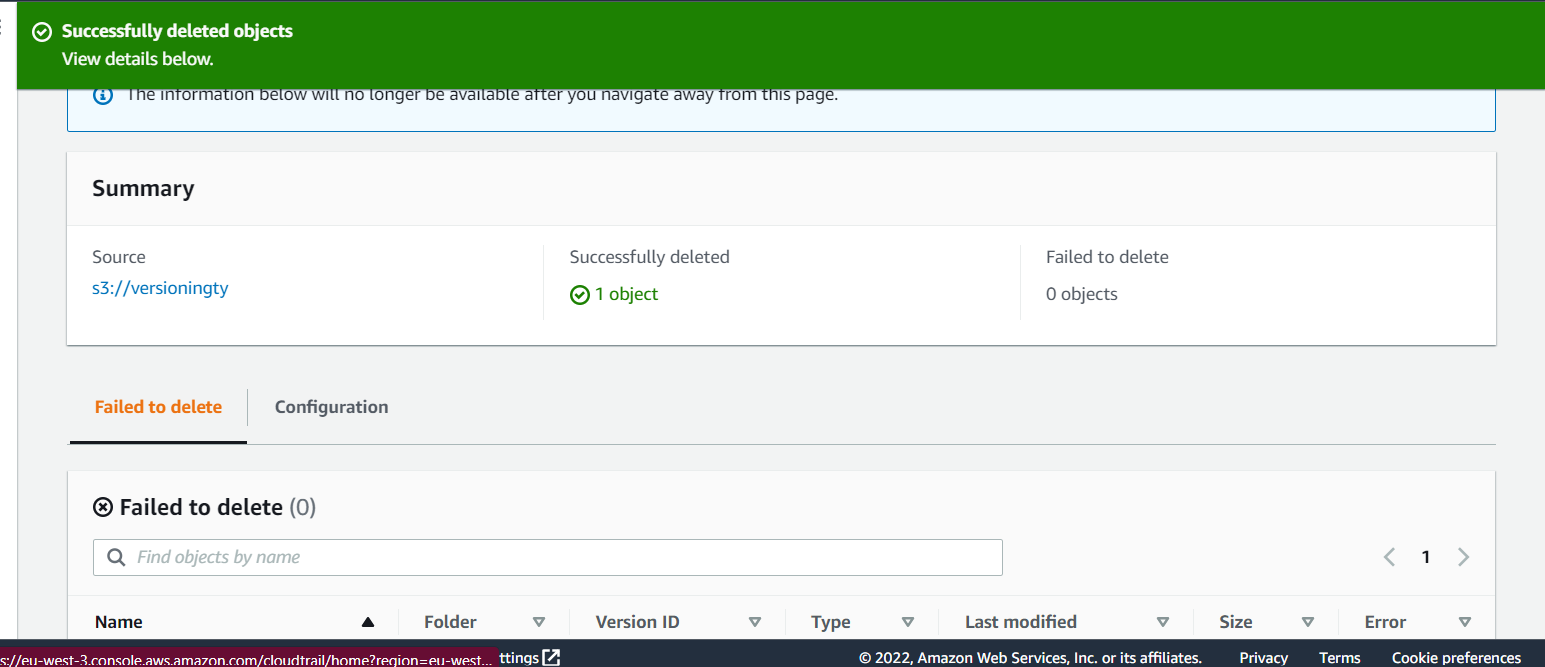 Successfully deleted objects
View details below.
The information below will no longer be available after you navigate away from this page.
Summary
Source
s3://versioningty
Successfully deleted
1 object
Failed to delete
0 objects
Failed to delete
Configuration
Failed to delete (0)
Find objects by name
1
Name Folder Version ID Type Last modified Size Error
s://eu-west-3.console.aws.amazon.com/cloudtrail/home?region=eu-west... ttings © 2022, Amazon Web Services, Inc. or its affiliates. Privacy Terms Cookie preferences